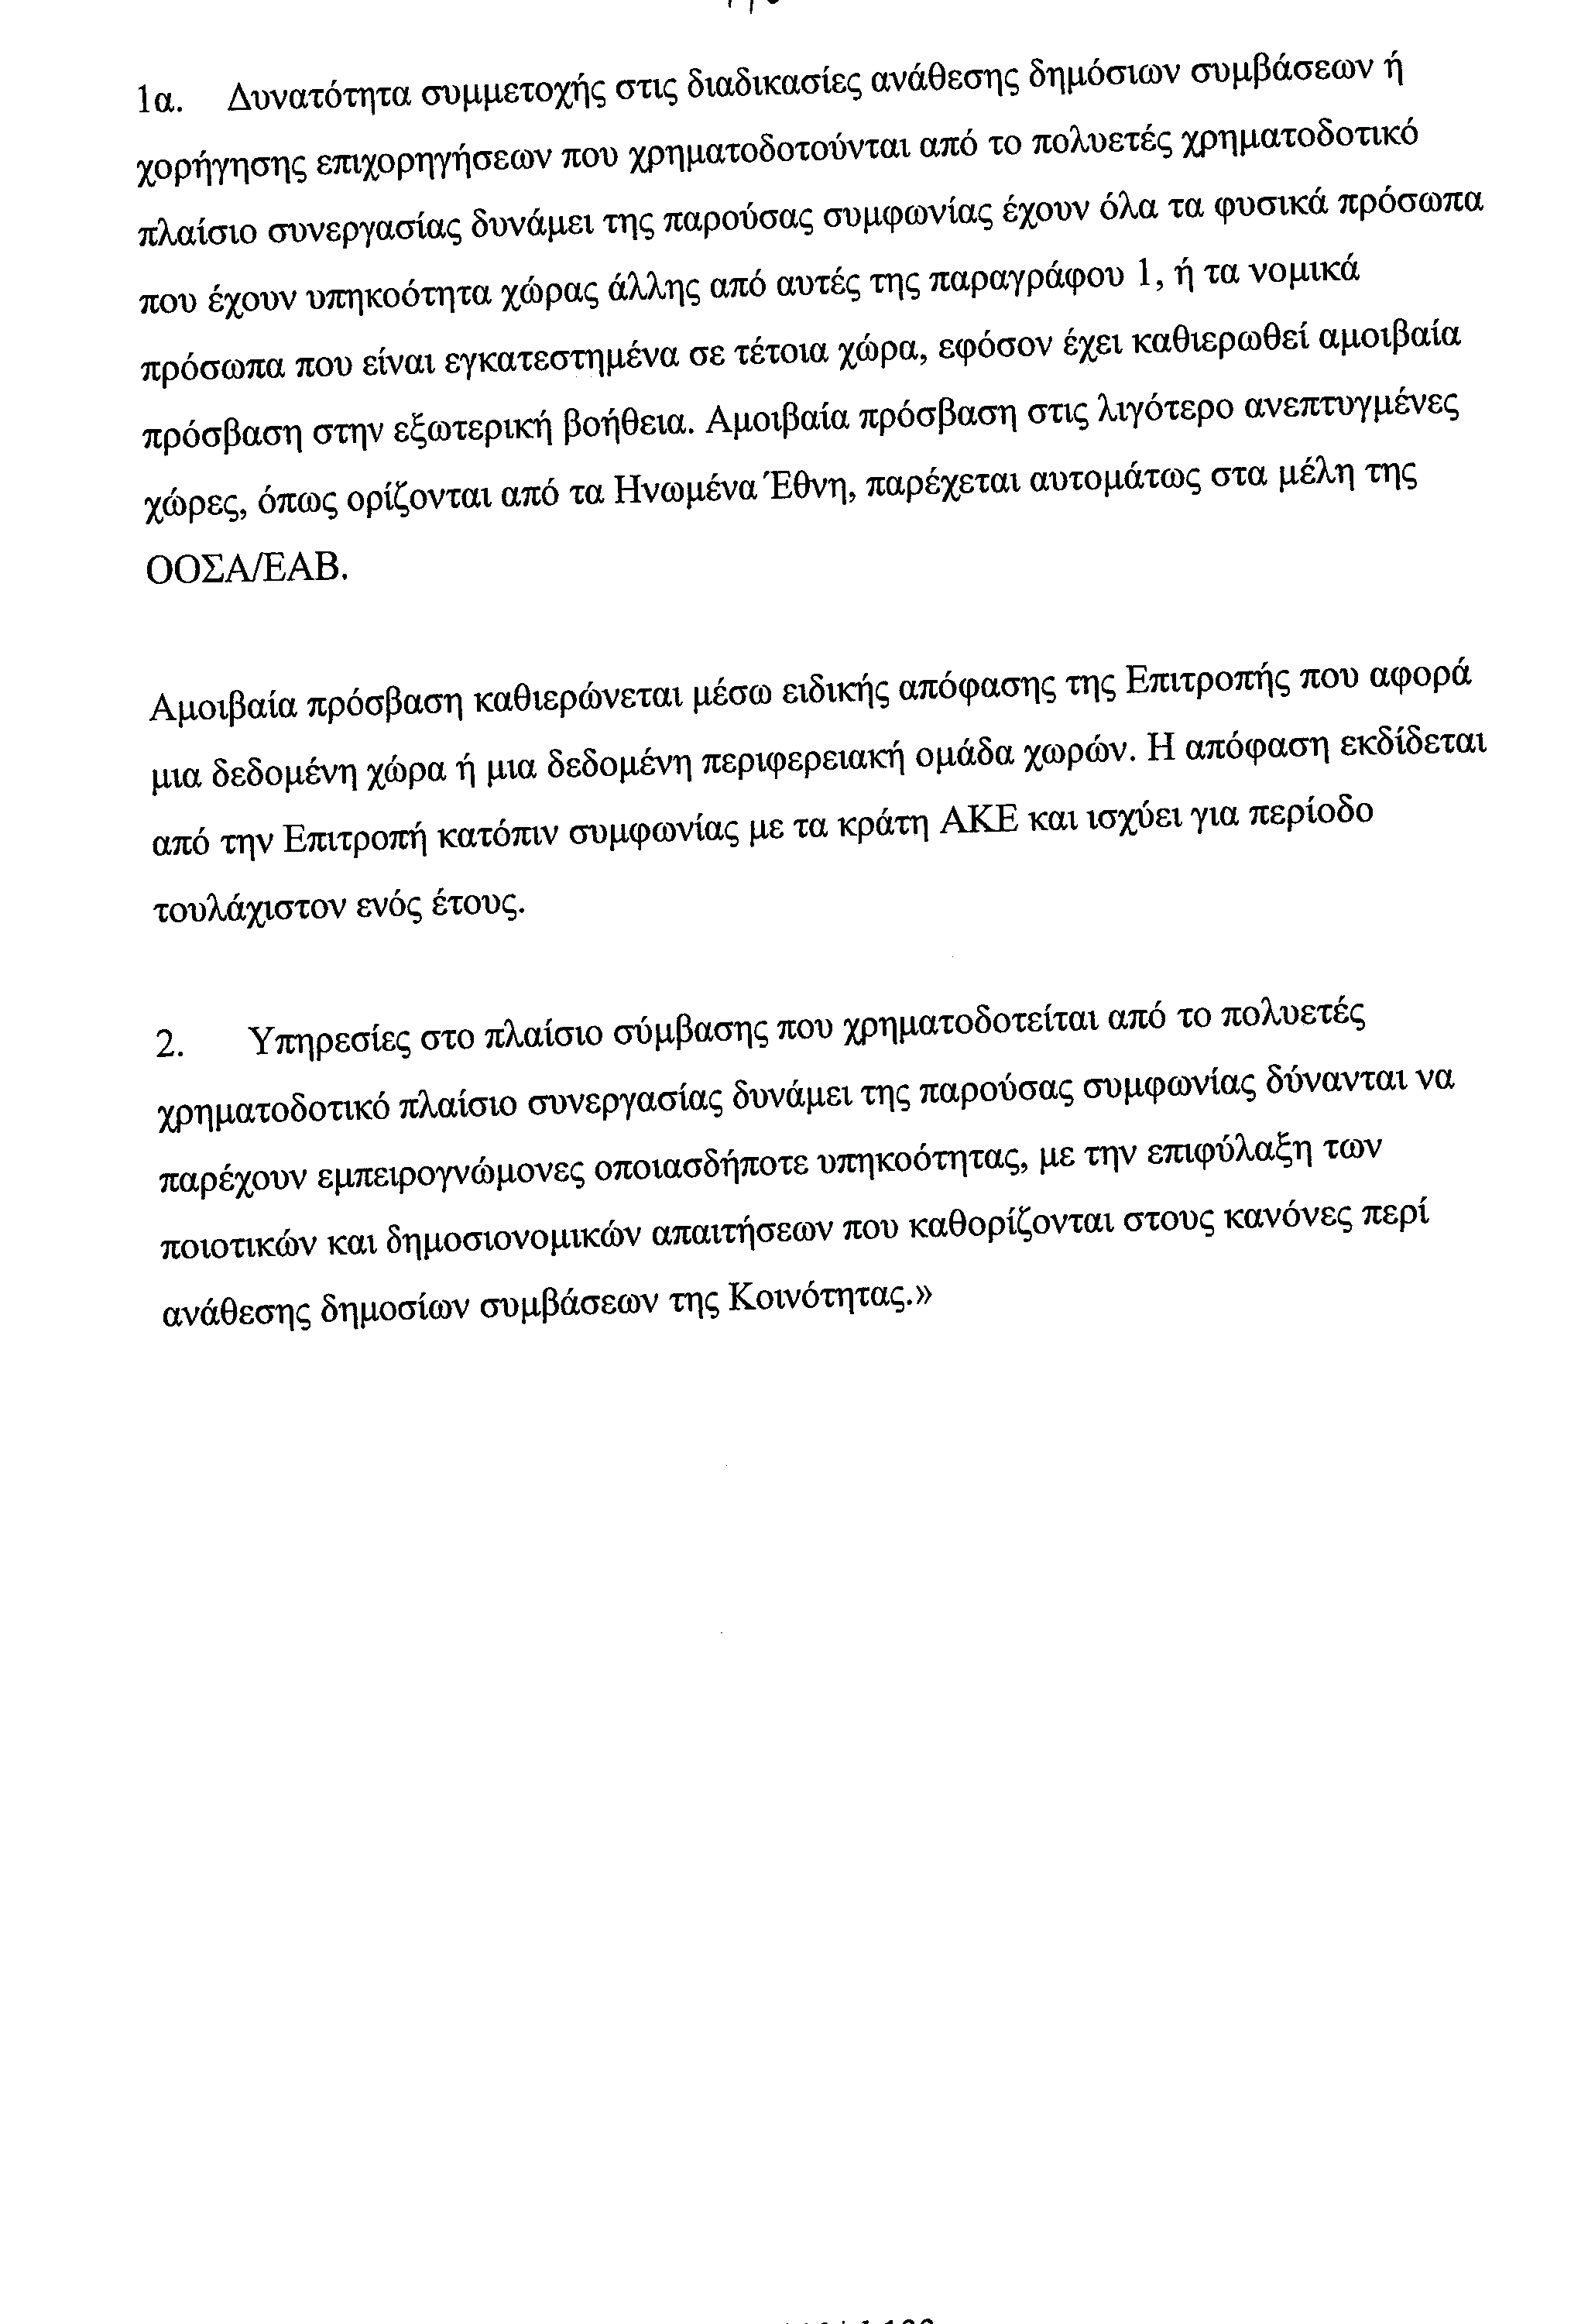 1α. Δυνατότητα συμμετοχής στις διαδικασίες ανάθεσης δημόσιων συμβάσεων ή
χορήγησης επιχορηγήσεων που χρηματοδοτούνται από το πολυετές χρηματοδοτικό
πλαίσιο συνεργασίας δυνάμει της παρούσας συμφωνίας έχουν όλα τα φυσικά πρόσωπα
που έχουν υπηκοότητα χώρας άλλης από αυτές της παραγράφου 1, ή τα νομικά
πρόσωπα που είναι εγκατεστημένα σε τέτοια χώρα, εφόσον έχει καθιερωθεί αμοιβαία
πρόσβαση στην εξωτερική βοήθεια. Αμοιβαία πρόσβαση στις λιγότερο ανεπτυγμένες
χώρες, όπως ορίζονται από τα Ηνωμένα Έθνη, παρέχεται αυτομάτως στα μέλη της
ΟΟΣΑ/ΕΑΒ.
Αμοιβαία πρόσβαση καθιερώνεται μέσω ειδικής απόφασης της Επιτροπής που αφορά
μια δεδομένη χώρα ή μια δεδομένη περιφερειακή ομάδα χωρών. Η απόφαση εκδίδεται
από την Επιτροπή κατόπιν συμφωνίας με τα κράτη ΑΚΕ και ισχύει για περίοδο
τουλάχιστον ενός έτους.
2. Υπηρεσίες στο πλαίσιο σύμβασης που χρηματοδοτείται από το πολυετές
χρηματοδοτικό πλαίσιο συνεργασίας δυνάμει της παρούσας συμφωνίας δύνανται να
παρέχουν εμπειρογνώμονες οποιασδήποτε υπηκοότητας, με την επιφύλαξη των
ποιοτικών και δημοσιονομικών απαιτήσεων που καθορίζονται στους κανόνες περί
ανάθεσης δημοσίων συμβάσεων της Κοινότητας.»